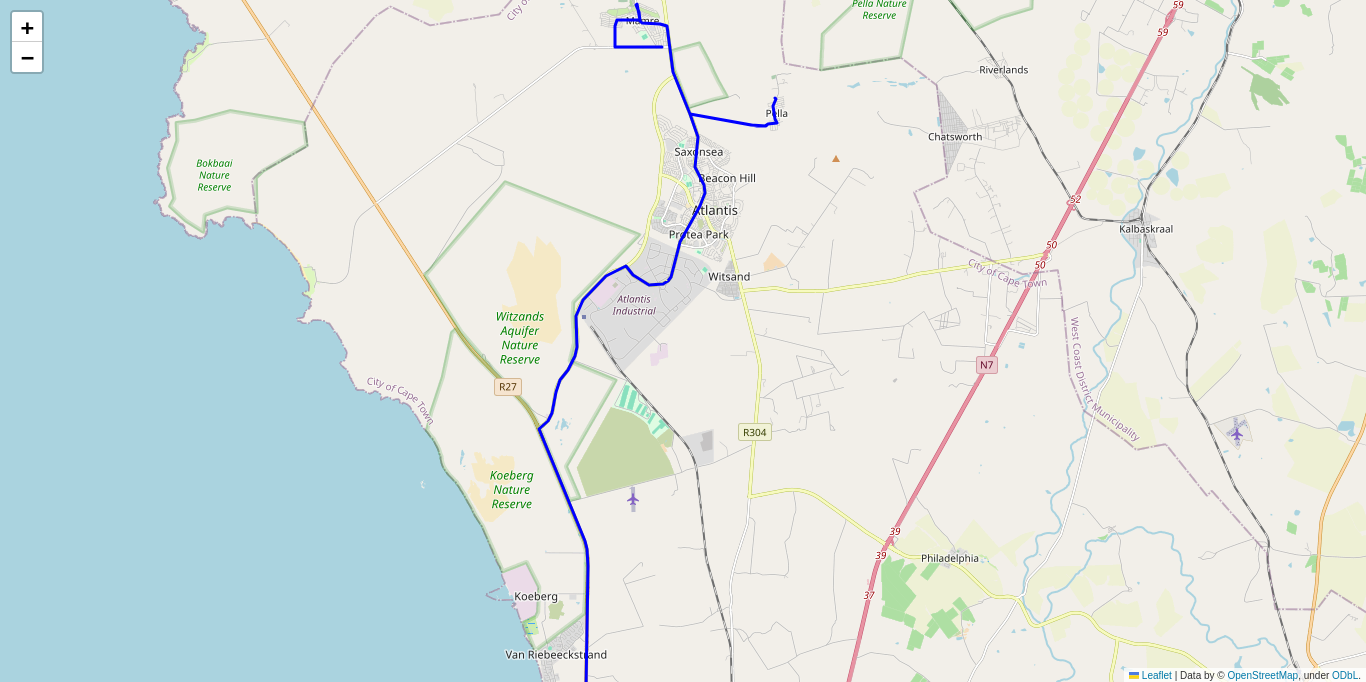 +
−
City of
Mamre
Pella Nature
Reserve
59
59
Riverlands
Pella
Chatsworth
Bokbaai
Nature
Reserve
Saxonsea
Beacon Hill
Atlantis
Protea Park
52
Kalbaskraal
50
50
City of Cape Town
Witsand
Atlantis
Industrial
Witzands
Aquifer
Nature
Reserve
West Coast District Municipality
N7
R27
City of Cape Town
R304
Koeberg
Nature
Reserve
39
39
Philadelphia
37
Koeberg
Van Riebeeckstrand
Leaflet | Data by © OpenStreetMap, under ODbL.